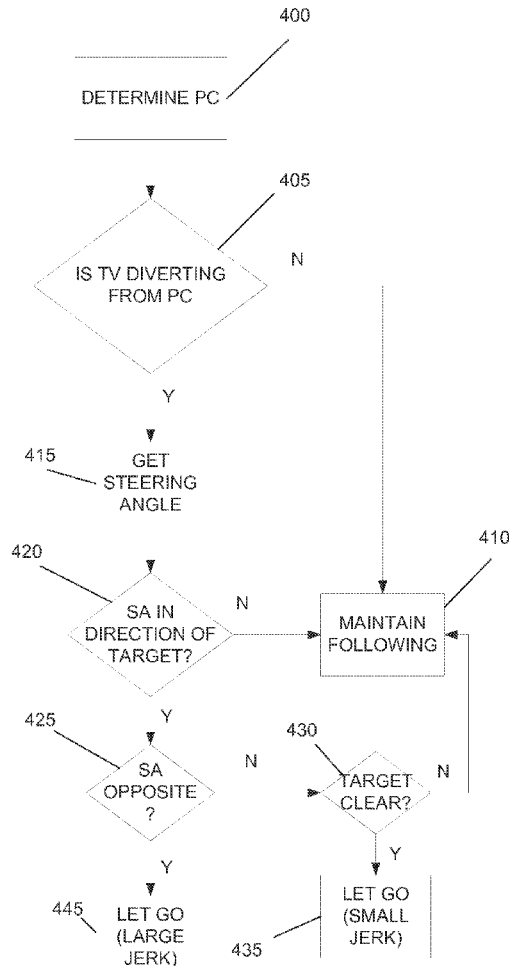 400
DETERMINE PC
405
IS TV DIVERTING
FROM PC
N
Y
415
GET
STEERING
ANGLE
420
SA IN
DIRECTION OF
TARGET?
N
410
MAINTAIN
FOLLOWING
Y
425
SA
OPPOSITE
?
N
430
TARGET
CLEAR?
N
Y
Y
445
LET GO
(LARGE
JERK)
435
LET GO
(SMALL
JERK)